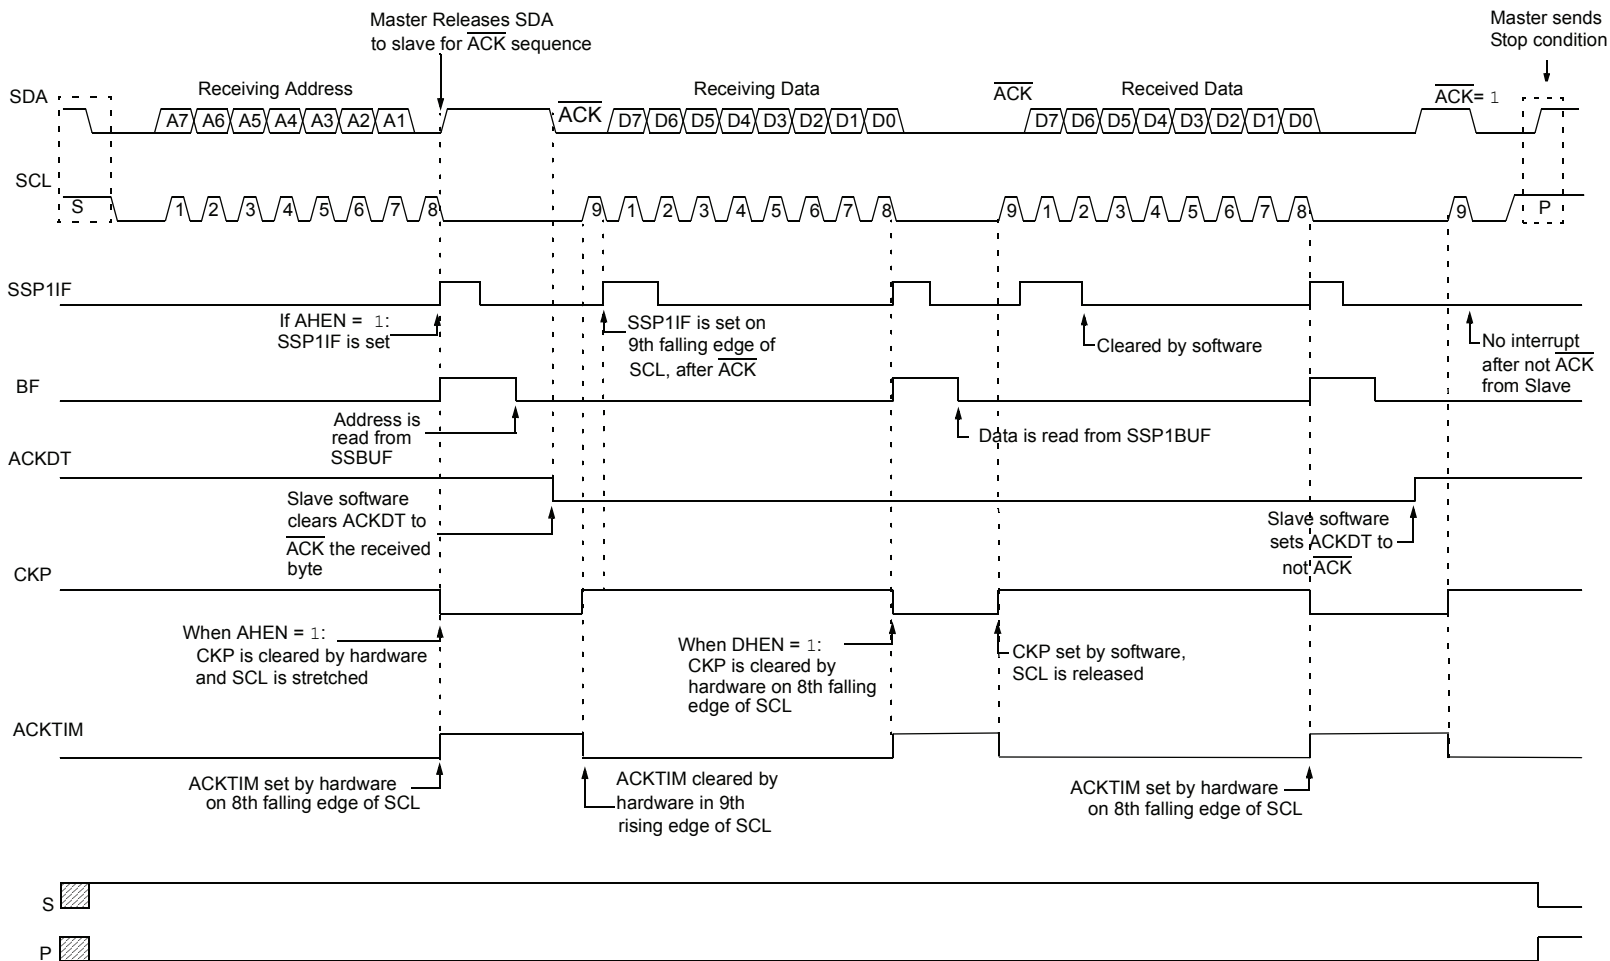 Master Releases SDA
to slave for ACK sequence
Master sends
Stop condition
SDA
Receiving Address
A7 A6 A5 A4 A3 A2 A1
ACK
Receiving Data
D7 D6 D5 D4 D3 D2 D1 D0
ACK
Received Data
D7 D6 D5 D4 D3 D2 D1 D0
ACK= 1
SCL
S
1 2 3 4 5 6 7 8
9 1 2 3 4 5 6 7 8
9 1 2 3 4 5 6 7 8
9
P
SSP1IF
If AHEN = 1:
SSP1IF is set
SSP1IF is set on
9th falling edge of
SCL, after ACK
Cleared by software
No interrupt
after not ACK
from Slave
BF
Address is
read from
SSBUF
Data is read from SSP1BUF
ACKDT
Slave software
clears ACKDT to
ACK the received
byte
Slave software
sets ACKDT to
not ACK
CKP
When AHEN = 1:
CKP is cleared by hardware
and SCL is stretched
When DHEN = 1:
CKP is cleared by
hardware on 8th falling
edge of SCL
CKP set by software,
SCL is released
ACKTIM
ACKTIM set by hardware
on 8th falling edge of SCL
ACKTIM cleared by
hardware in 9th
rising edge of SCL
ACKTIM set by hardware
on 8th falling edge of SCL
S
P